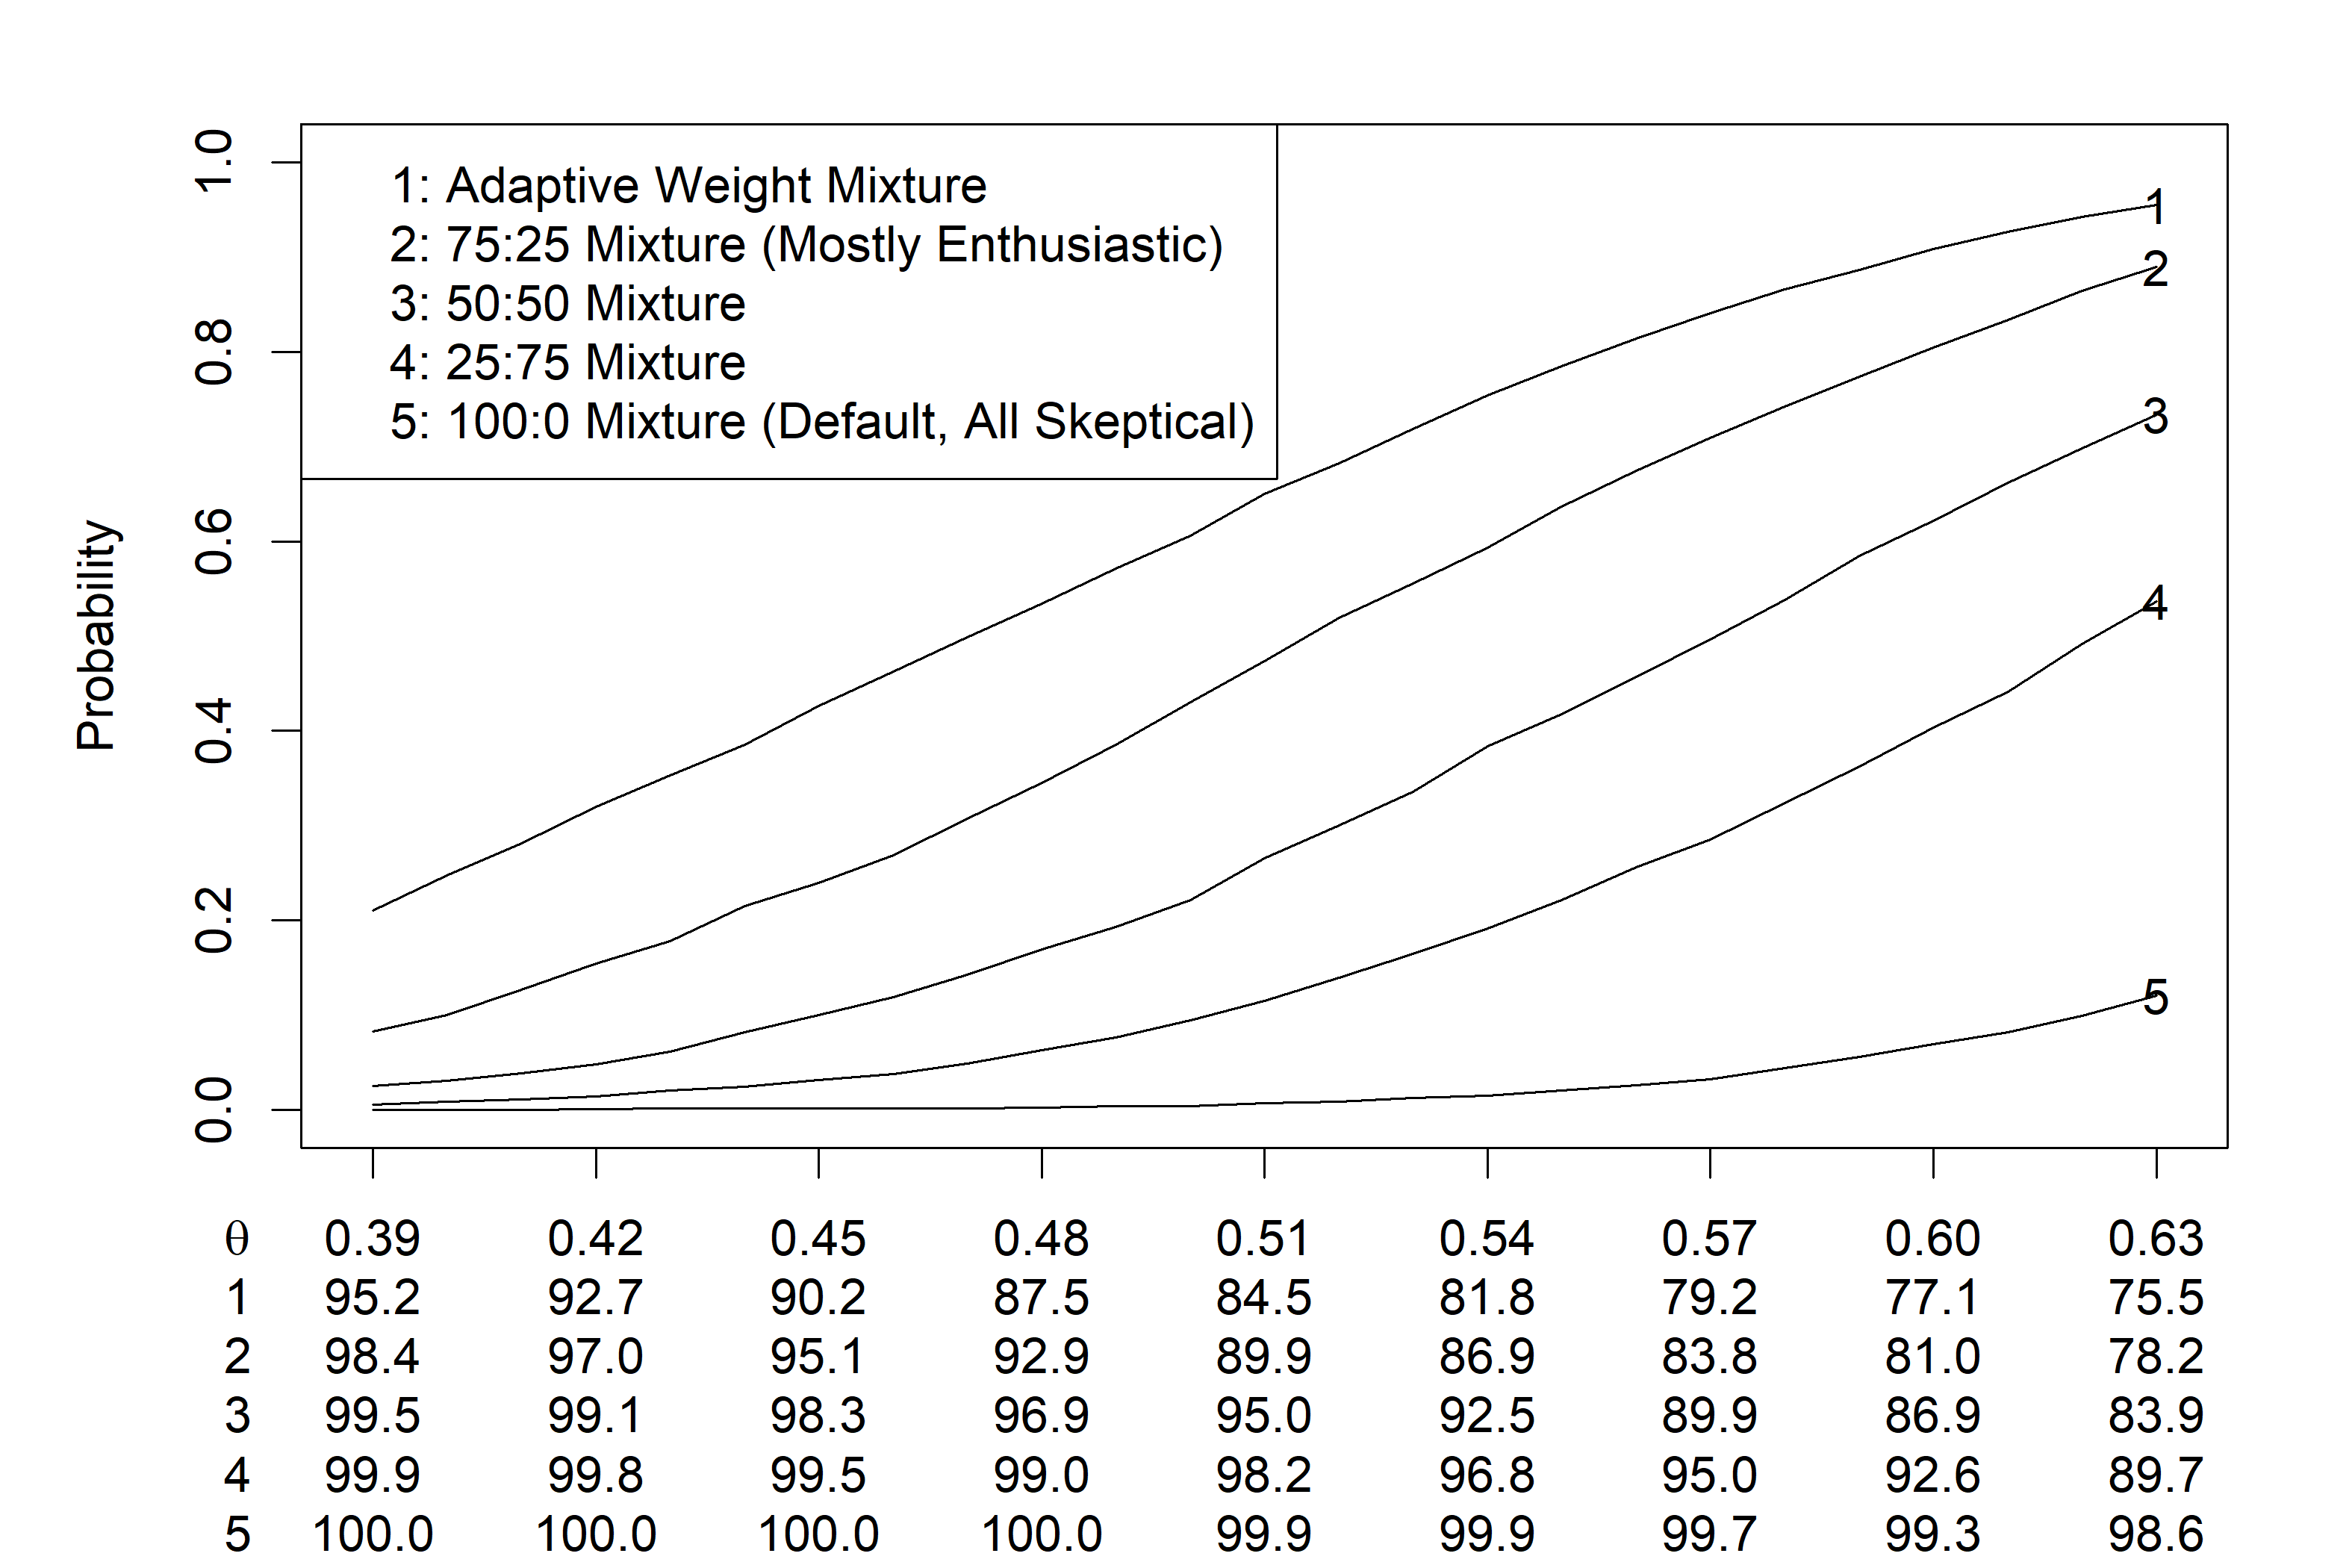 1: Adaptive Weight Mixture
2: 75:25 Mixture (Mostly Enthusiastic)
3: 50:50 Mixture
4: 25:75 Mixture
5: 100:0 Mixture (Default, All Skeptical)
1.0
0.8
0.6
0.4
0.2
0.0
Probability
1
2
3
4
5
θ 0.39 0.42 0.45 0.48 0.51 0.54 0.57 0.60 0.63
1 95.2 92.7 90.2 87.5 84.5 81.8 79.2 77.1 75.5
2 98.4 97.0 95.1 92.9 89.9 86.9 83.8 81.0 78.2
3 99.5 99.1 98.3 96.9 95.0 92.5 89.9 86.9 83.9
4 99.9 99.8 99.5 99.0 98.2 96.8 95.0 92.6 89.7
5 100.0 100.0 100.0 100.0 99.9 99.9 99.7 99.3 98.6